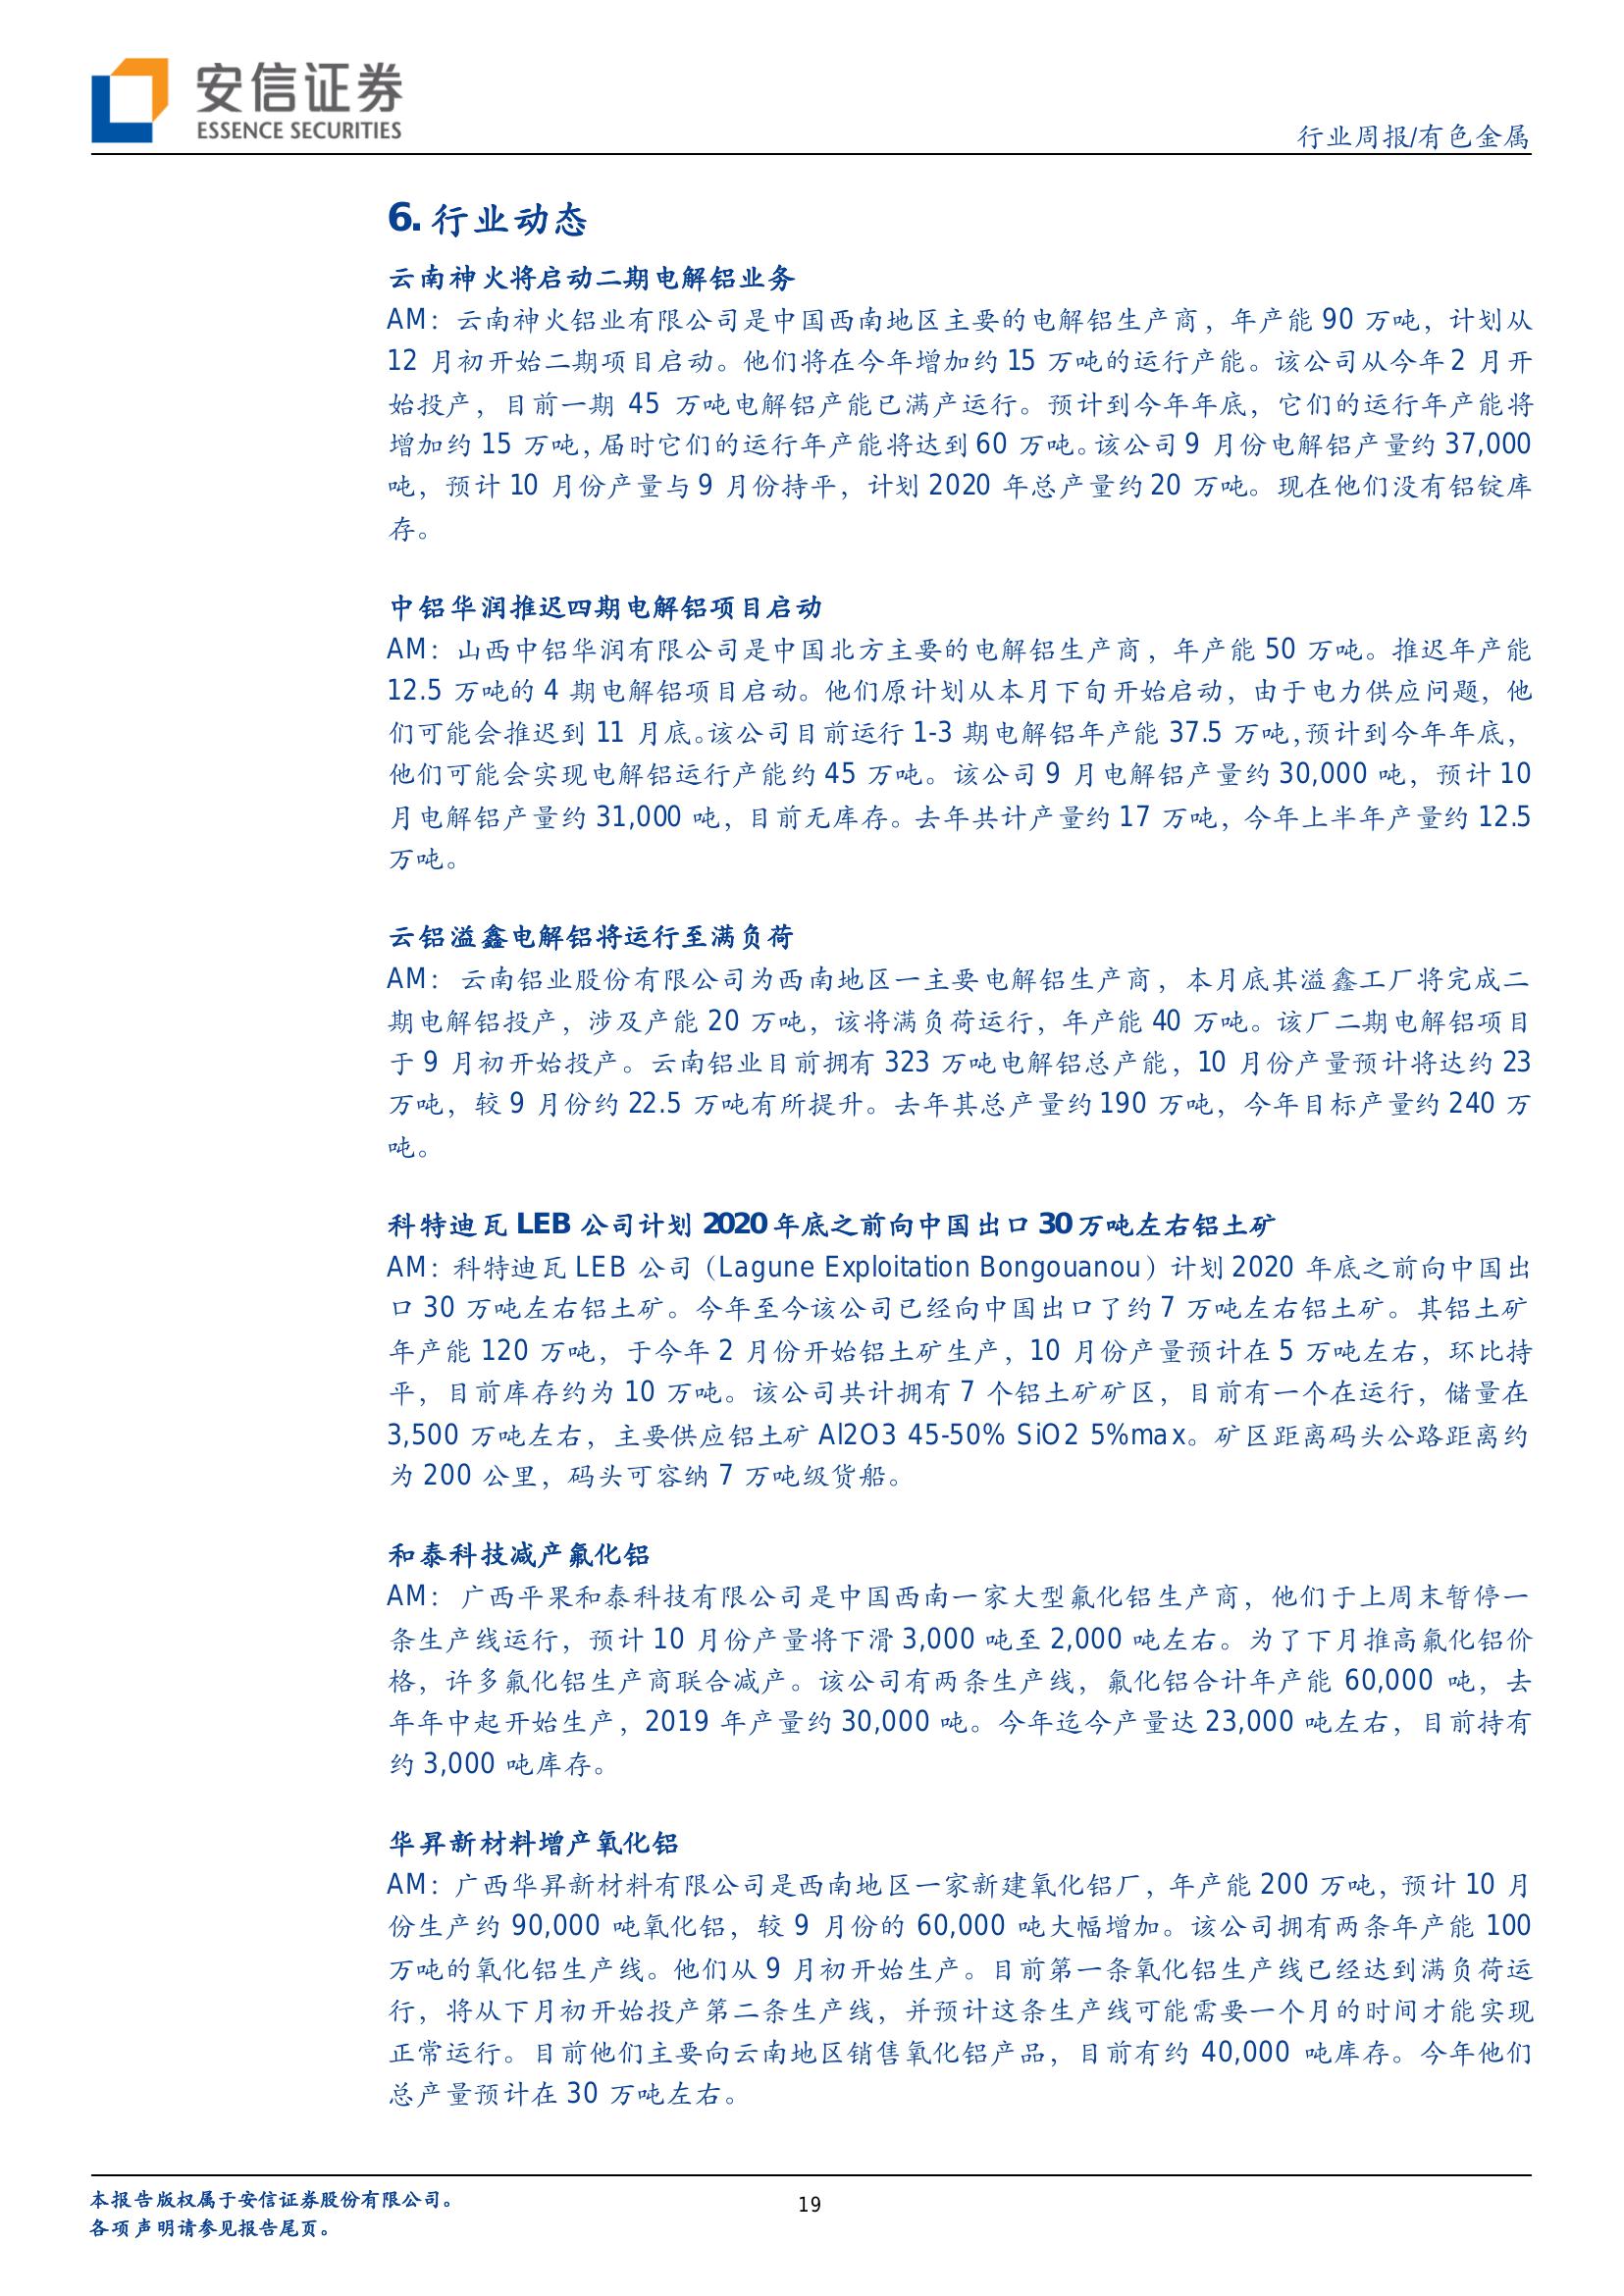 安信证券
ESSENCE SECURITIES
行业周报/有色金属
6. 行业动态
云南神火将启动二期电解铝业务
AM：云南神火铝业有限公司是中国西南地区主要的电解铝生产商，年产能 90 万吨，计划从
12 月初开始二期项目启动。他们将在今年增加约 15 万吨的运行产能。该公司从今年 2 月开
始投产，目前一期 45 万吨电解铝产能已满产运行。预计到今年年底，它们的运行年产能将
增加约 15 万吨，届时它们的运行年产能将达到 60 万吨。该公司 9 月份电解铝产量约 37,000
吨，预计 10 月份产量与 9 月份持平，计划 2020 年总产量约 20 万吨。现在他们没有铝锭库
存。
中铝华润推迟四期电解铝项目启动
AM：山西中铝华润有限公司是中国北方主要的电解铝生产商，年产能 50 万吨。推迟年产能
12.5 万吨的 4 期电解铝项目启动。他们原计划从本月下旬开始启动，由于电力供应问题，他
们可能会推迟到 11 月底。该公司目前运行 1-3 期电解铝年产能 37.5 万吨，预计到今年年底，
他们可能会实现电解铝运行产能约 45 万吨。该公司 9 月电解铝产量约 30,000 吨，预计 10
月电解铝产量约 31,000 吨，目前无库存。去年共计产量约 17 万吨，今年上半年产量约 12.5
万吨。
云铝溢鑫电解铝将运行至满负荷
AM： 云南铝业股份有限公司为西南地区一主要电解铝生产商，本月底其溢鑫工厂将完成二
期电解铝投产，涉及产能 20 万吨，该将满负荷运行，年产能 40 万吨。该厂二期电解铝项目
于 9 月初开始投产。云南铝业目前拥有 323 万吨电解铝总产能，10 月份产量预计将达约 23
万吨，较 9 月份约 22.5 万吨有所提升。去年其总产量约 190 万吨，今年目标产量约 240 万
吨。
科特迪瓦 LEB 公司计划 2020 年底之前向中国出口 30 万吨左右铝土矿
AM：科特迪瓦 LEB 公司（Lagune Exploitation Bongouanou）计划 2020 年底之前向中国出
口 30 万吨左右铝土矿。今年至今该公司已经向中国出口了约 7 万吨左右铝土矿。其铝土矿
年产能 120 万吨，于今年 2 月份开始铝土矿生产，10 月份产量预计在 5 万吨左右，环比持
平，目前库存约为 10 万吨。该公司共计拥有 7 个铝土矿矿区，目前有一个在运行，储量在
3,500 万吨左右，主要供应铝土矿 Al2O3 45-50% SiO2 5%max。矿区距离码头公路距离约
为 200 公里，码头可容纳 7 万吨级货船。
和泰科技减产氟化铝
AM： 广西平果和泰科技有限公司是中国西南一家大型氟化铝生产商，他们于上周末暂停一
条生产线运行，预计 10 月份产量将下滑 3,000 吨至 2,000 吨左右。为了下月推高氟化铝价
格，许多氟化铝生产商联合减产。该公司有两条生产线，氟化铝合计年产能 60,000 吨，去
年年中起开始生产，2019 年产量约 30,000 吨。今年迄今产量达 23,000 吨左右，目前持有
约 3,000 吨库存。
华昇新材料增产氧化铝
AM：广西华昇新材料有限公司是西南地区一家新建氧化铝厂，年产能 200 万吨，预计 10 月
份生产约 90,000 吨氧化铝，较 9 月份的 60,000 吨大幅增加。该公司拥有两条年产能 100
万吨的氧化铝生产线。他们从 9 月初开始生产。目前第一条氧化铝生产线已经达到满负荷运
行，将从下月初开始投产第二条生产线，并预计这条生产线可能需要一个月的时间才能实现
正常运行。目前他们主要向云南地区销售氧化铝产品，目前有约 40,000 吨库存。今年他们
总产量预计在 30 万吨左右。
本报告版权属于安信证券股份有限公司。
各项声明请参见报告尾页。
19